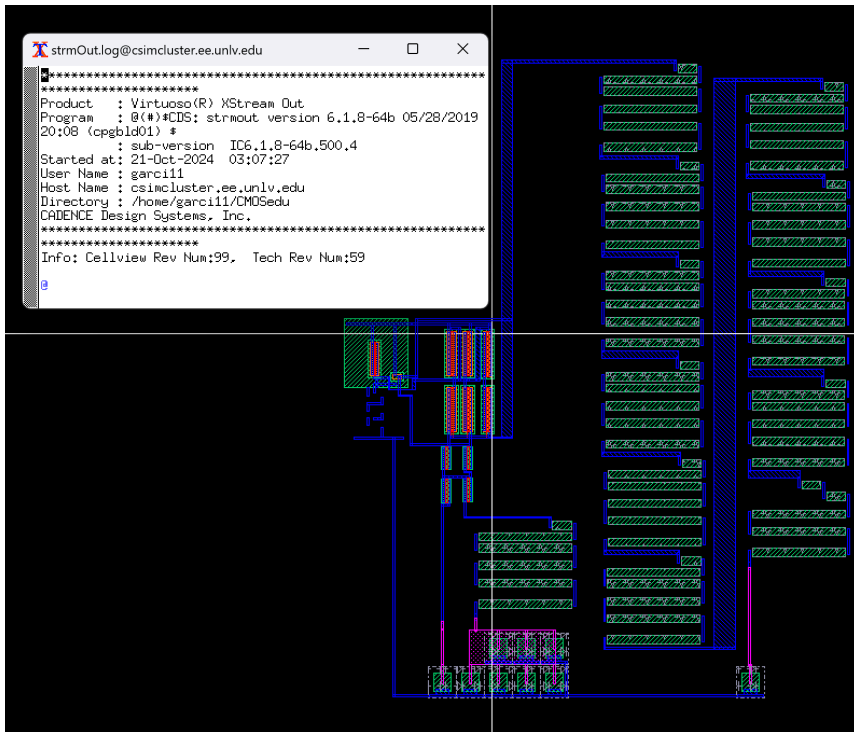 strmOut.log@csimcluster.ee.unlv.edu
************************************************************
*********************
Product   : Virtuoso(R) XStream Out
Program   : @(#)$CDS: strmout version 6.1.8-64b 05/28/2019
20:08 (cpgbld01) $
          : sub-version  IC6.1.8-64b.500.4
Started at: 21-Oct-2024  03:07:27
User Name : garci11
Host Name : csimcluster.ee.unlv.edu
Directory : /home/garci11/CMOSedu
CADENCE Design Systems, Inc.
************************************************************
*********************
Info: Cellview Rev Num:99,  Tech Rev Num:59
@